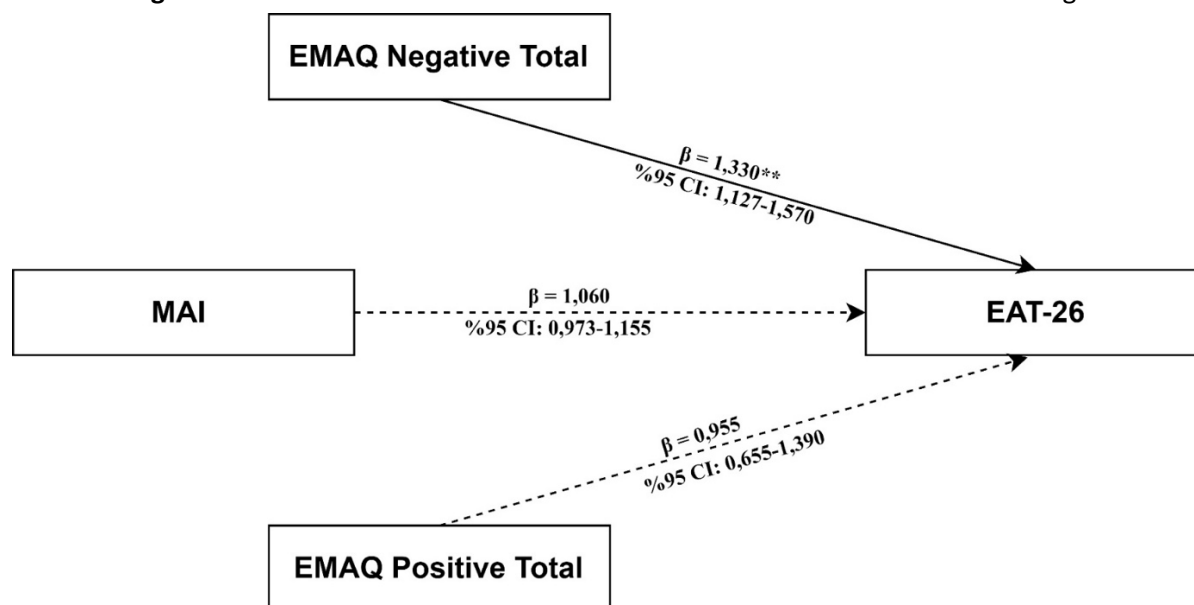 EMAQ Negative Total
β = 1,330**
%95 CI: 1,127-1,570
MAI
β = 1,060
%95 CI: 0,973-1,155
EAT-26
β = 0,955
%95 CI: 0,655-1,390
EMAQ Positive Total